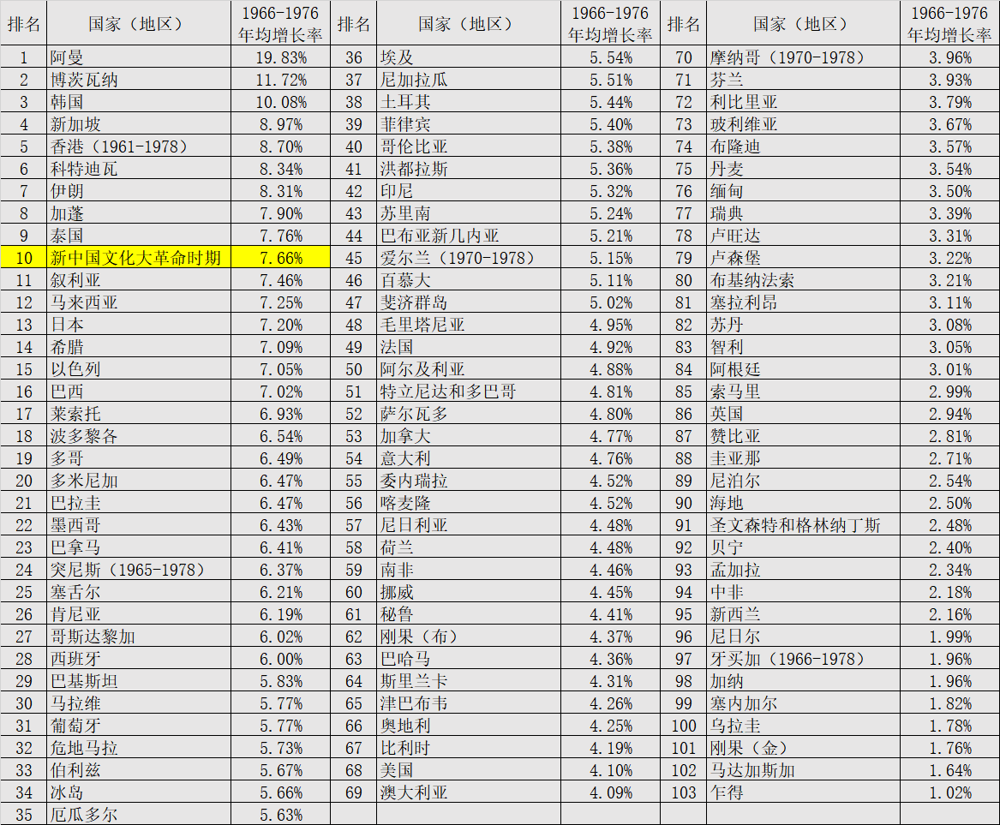 排名 国家（地区） 1966-1976 年均增长率 排名 国家（地区） 1966-1976 年均增长率 排名 国家（地区） 1966-1976 年均增长率
1 阿曼 19.83% 36 埃及 5.54% 70 摩纳哥（1970-1978） 3.96%
2 博茨瓦纳 11.72% 37 尼加拉瓜 5.51% 71 芬兰 3.93%
3 韩国 10.08% 38 土耳其 5.44% 72 利比里亚 3.79%
4 新加坡 8.97% 39 菲律宾 5.40% 73 玻利维亚 3.67%
5 香港（1961-1978） 8.70% 40 哥伦比亚 5.38% 74 布隆迪 3.57%
6 科特迪瓦 8.34% 41 洪都拉斯 5.36% 75 丹麦 3.54%
7 伊朗 8.31% 42 印尼 5.32% 76 缅甸 3.50%
8 加蓬 7.90% 43 苏里南 5.24% 77 瑞典 3.39%
9 泰国 7.76% 44 巴布亚新几内亚 5.21% 78 卢旺达 3.31%
10 新中国文化大革命时期 7.66% 45 爱尔兰（1970-1978） 5.15% 79 卢森堡 3.22%
11 叙利亚 7.46% 46 百慕大 5.11% 80 布基纳法索 3.21%
12 马来西亚 7.25% 47 斐济群岛 5.02% 81 塞拉利昂 3.11%
13 日本 7.20% 48 毛里塔尼亚 4.95% 82 苏丹 3.08%
14 希腊 7.09% 49 法国 4.92% 83 智利 3.05%
15 以色列 7.05% 50 阿尔及利亚 4.88% 84 阿根廷 3.01%
16 巴西 7.02% 51 特立尼达和多巴哥 4.81% 85 索马里 2.99%
17 莱索托 6.93% 52 萨尔瓦多 4.80% 86 英国 2.94%
18 波多黎各 6.54% 53 加拿大 4.77% 87 赞比亚 2.81%
19 多哥 6.49% 54 意大利 4.76% 88 圭亚那 2.71%
20 多米尼加 6.47% 55 委内瑞拉 4.52% 89 尼泊尔 2.54%
21 巴拉圭 6.47% 56 喀麦隆 4.52% 90 海地 2.50%
22 墨西哥 6.43% 57 尼日利亚 4.48% 91 圣文森特和格林纳丁斯 2.48%
23 巴拿马 6.41% 58 荷兰 4.48% 92 贝宁 2.40%
24 突尼斯（1965-1978） 6.37% 59 南非 4.46% 93 孟加拉 2.34%
25 塞舌尔 6.21% 60 挪威 4.45% 94 中非 2.18%
26 肯尼亚 6.19% 61 秘鲁 4.41% 95 新西兰 2.16%
27 哥斯达黎加 6.02% 62 刚果（布） 4.37% 96 尼日尔 1.99%
28 西班牙 6.00% 63 巴哈马 4.36% 97 牙买加（1966-1978） 1.96%
29 巴基斯坦 5.83% 64 斯里兰卡 4.31% 98 加纳 1.96%
30 马拉维 5.77% 65 津巴布韦 4.26% 99 塞内加尔 1.82%
31 葡萄牙 5.77% 66 奥地利 4.25% 100 乌拉圭 1.78%
32 危地马拉 5.73% 67 比利时 4.19% 101 刚果（金） 1.76%
33 伯利兹 5.67% 68 美国 4.10% 102 马达加斯加 1.64%
34 冰岛 5.66% 69 澳大利亚 4.09% 103 乍得 1.02%
35 厄瓜多尔 5.63%